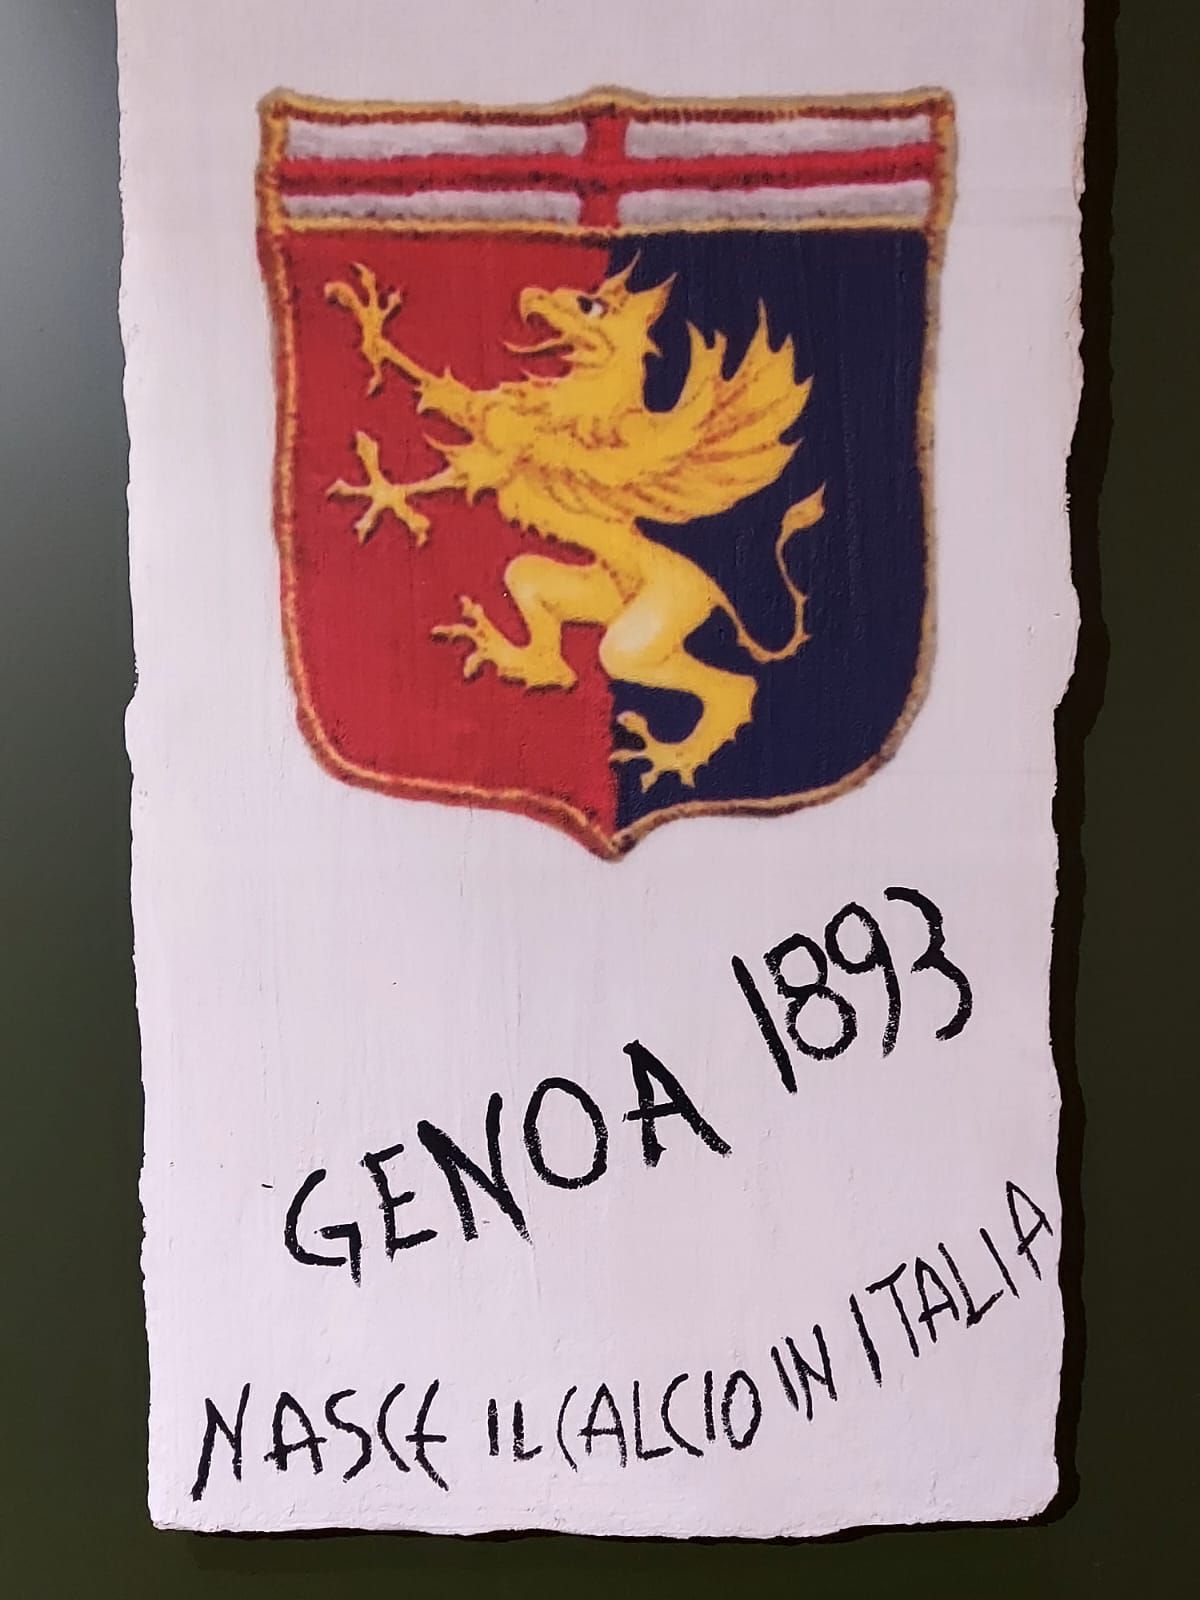 GENOA 1893
NASCE IL CALCIO IN ITALIA